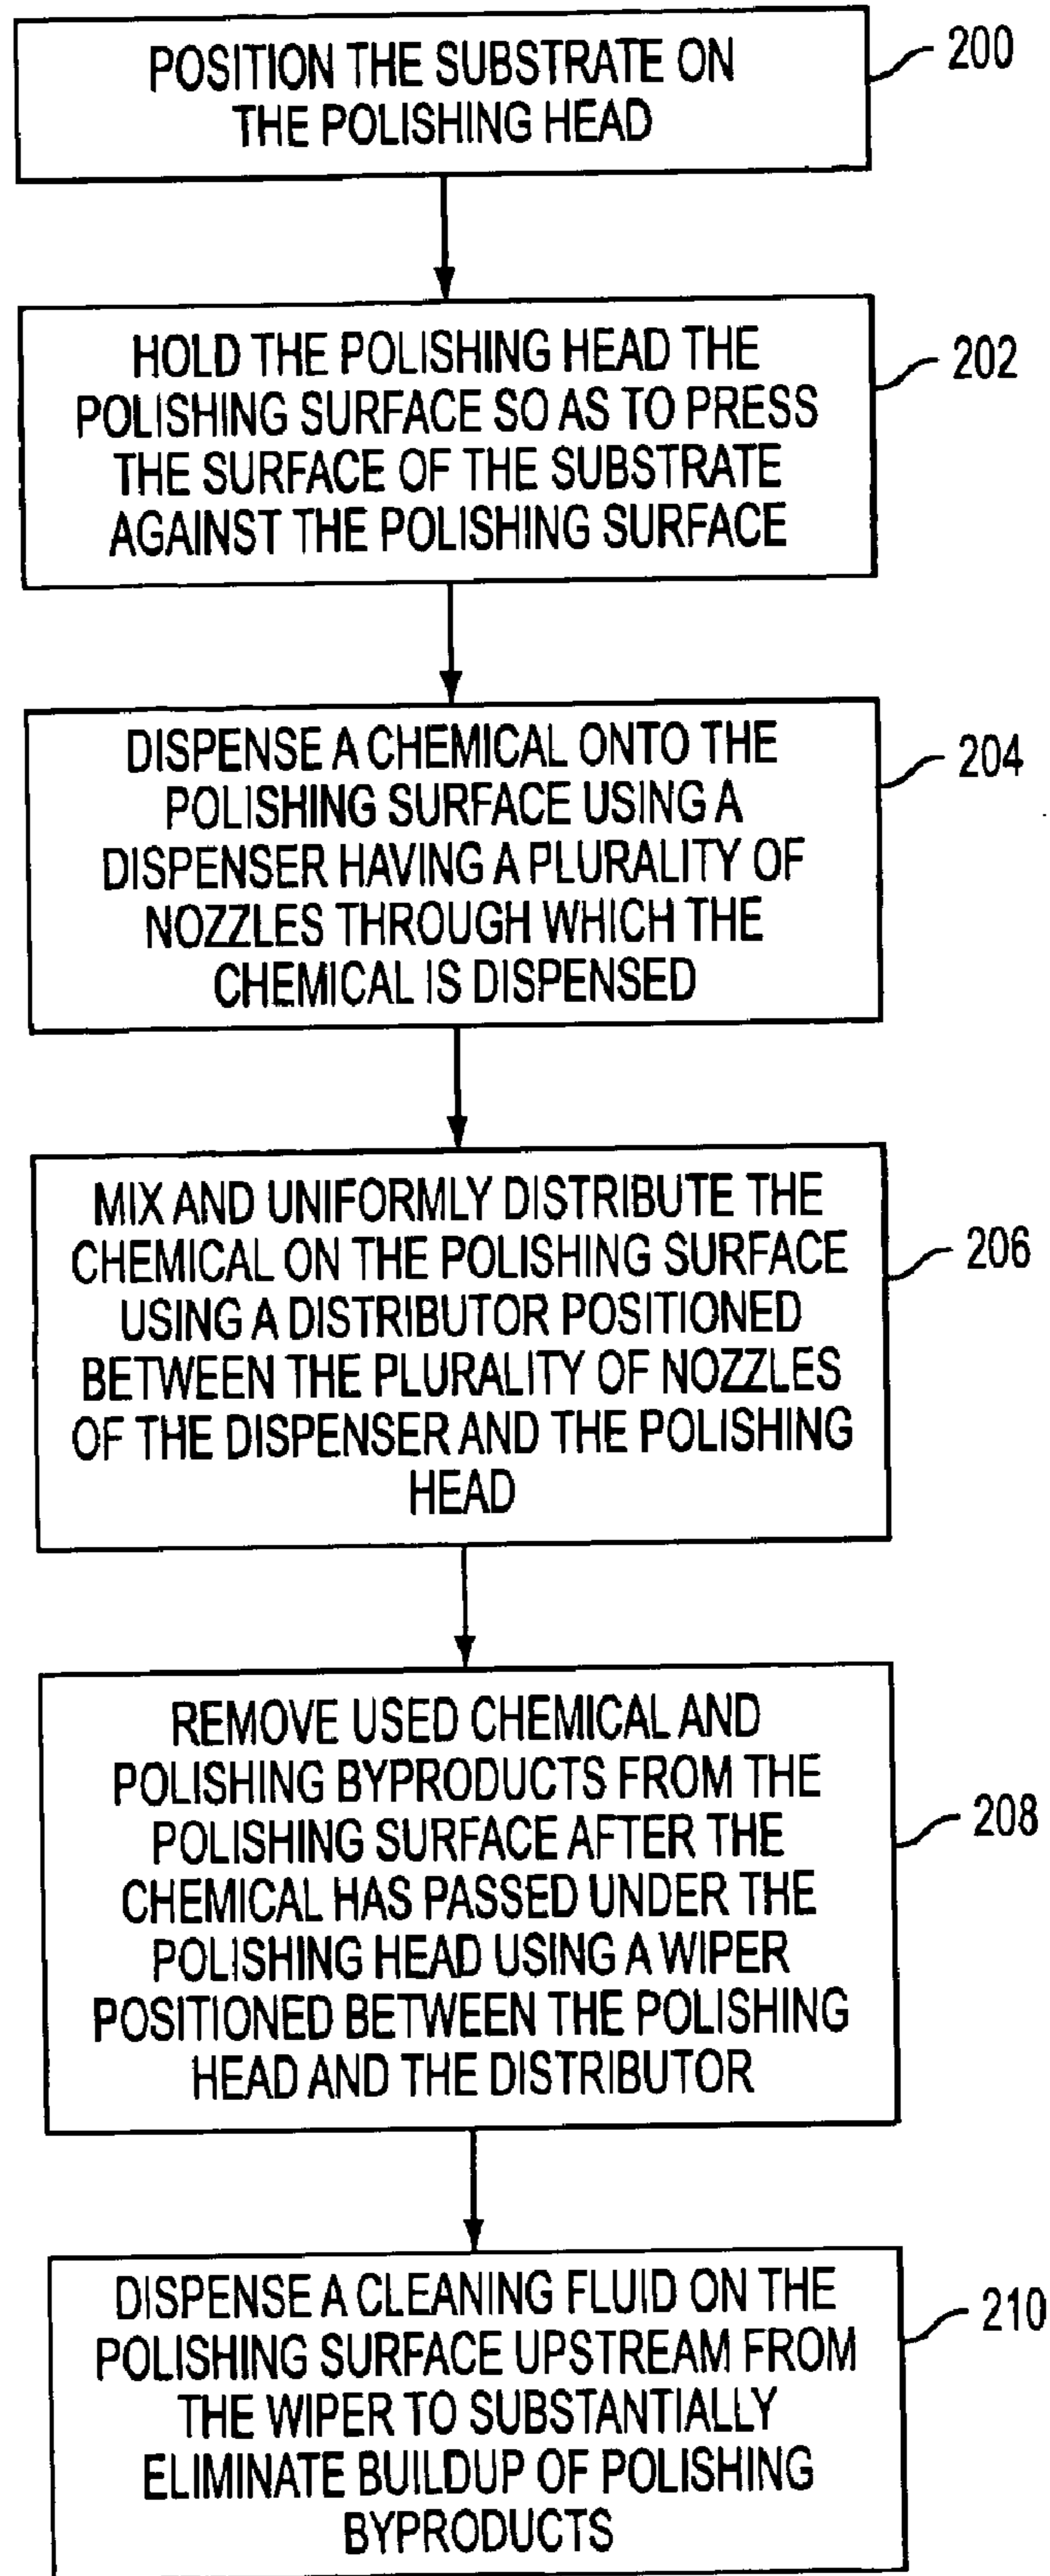 POSITION THE SUBSTRATE ON
THE POLISHING HEAD
200
HOLD THE POLISHING HEAD THE
POLISHING SURFACE SO AS TO PRESS
THE SURFACE OF THE SUBSTRATE
AGAINST THE POLISHING SURFACE
202
DISPENSE A CHEMICAL ONTO THE
POLISHING SURFACE USING A
DISPENSER HAVING A PLURALITY OF
NOZZLES THROUGH WHICH THE
CHEMICAL IS DISPENSED
204
MIX AND UNIFORMLY DISTRIBUTE THE
CHEMICAL ON THE POLISHING SURFACE
USING A DISTRIBUTOR POSITIONED
BETWEEN THE PLURALITY OF NOZZLES
OF THE DISPENSER AND THE POLISHING
HEAD
206
REMOVE USED CHEMICAL AND
POLISHING BYPRODUCTS FROM THE
POLISHING SURFACE AFTER THE
CHEMICAL HAS PASSED UNDER THE
POLISHING HEAD USING A WIPER
POSITIONED BETWEEN THE POLISHING
HEAD AND THE DISTRIBUTOR
208
DISPENSE A CLEANING FLUID ON THE
POLISHING SURFACE UPSTREAM FROM
THE WIPER TO SUBSTANTIALLY
ELIMINATE BUILDUP OF POLISHING
BYPRODUCTS
210